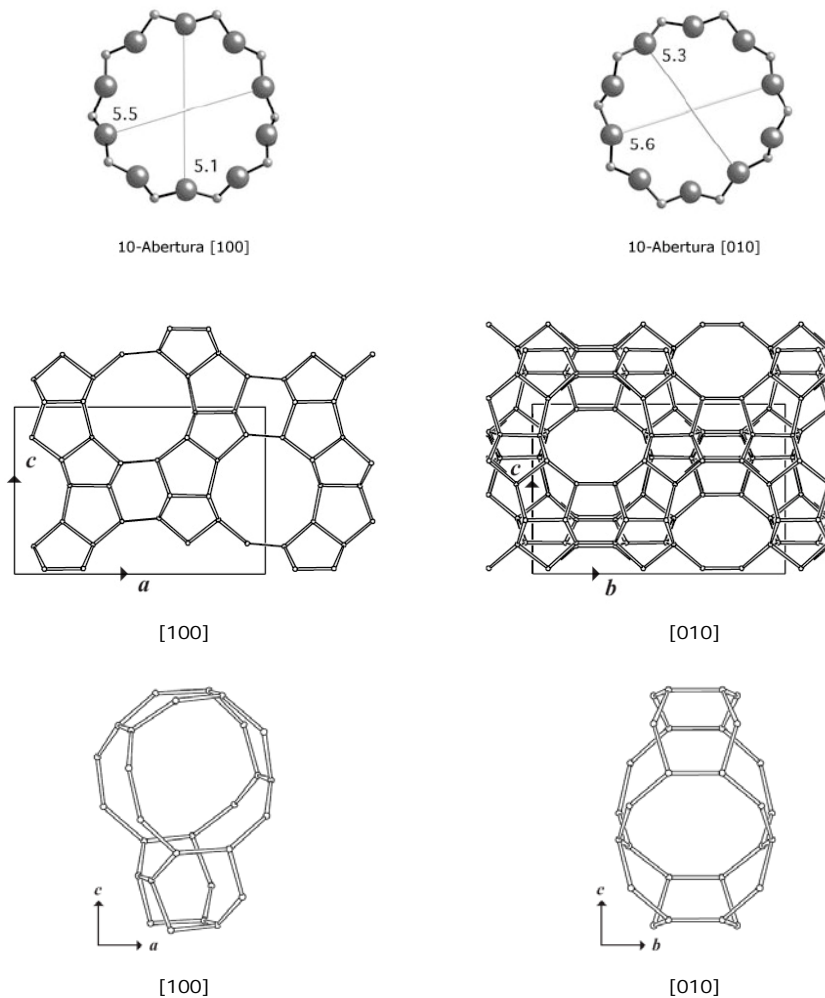 5.5
5.1
5.3
5.6
10-Abertura [100]
10-Abertura [010]
c
a
c
b
[100]
[010]
c
a
c
b
[100]
[010]